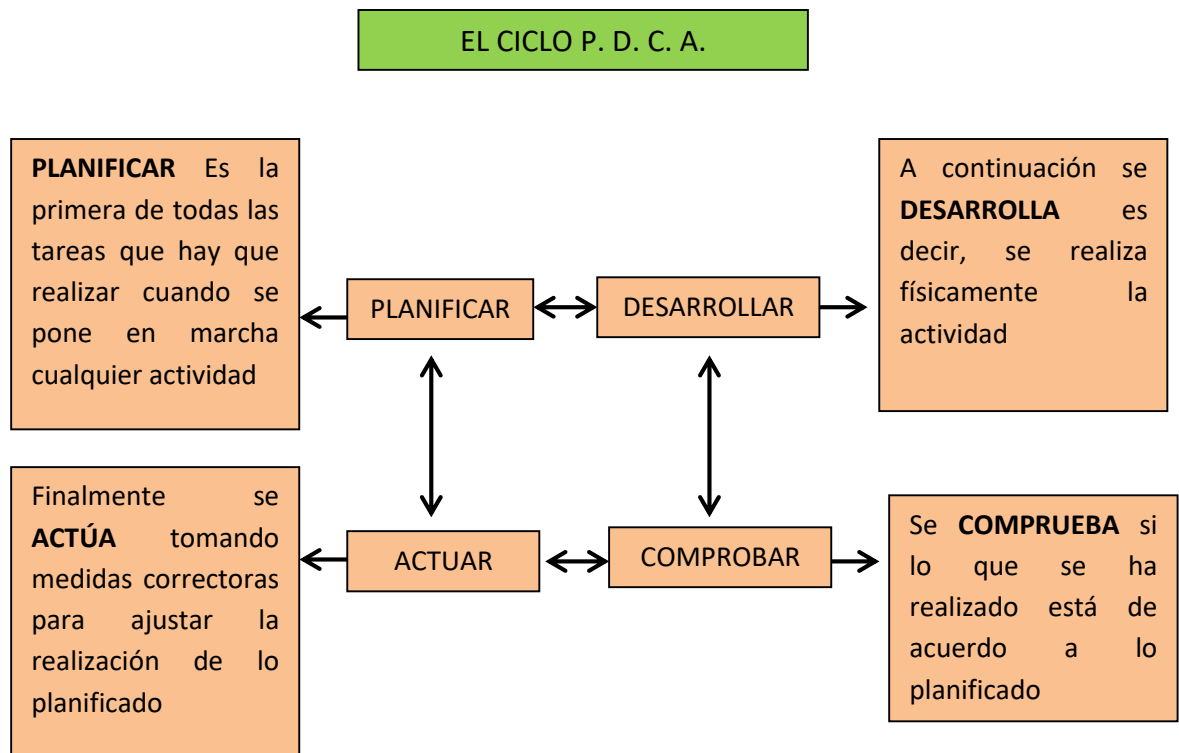 EL CICLO P. D. C. A.
PLANIFICAR Es la
primera de todas las
tareas que hay que
realizar cuando se
pone en marcha
cualquier actividad
PLANIFICAR
DESARROLLAR
A continuación se
DESARROLLA es
decir, se realiza
físicamente la
actividad
Finalmente se
ACTÚA tomando
medidas correctoras
para ajustar la
realización de lo
planificado
ACTUAR
COMPROBAR
Se COMPRUEBA si
lo que se ha
realizado está de
acuerdo a lo
planificado